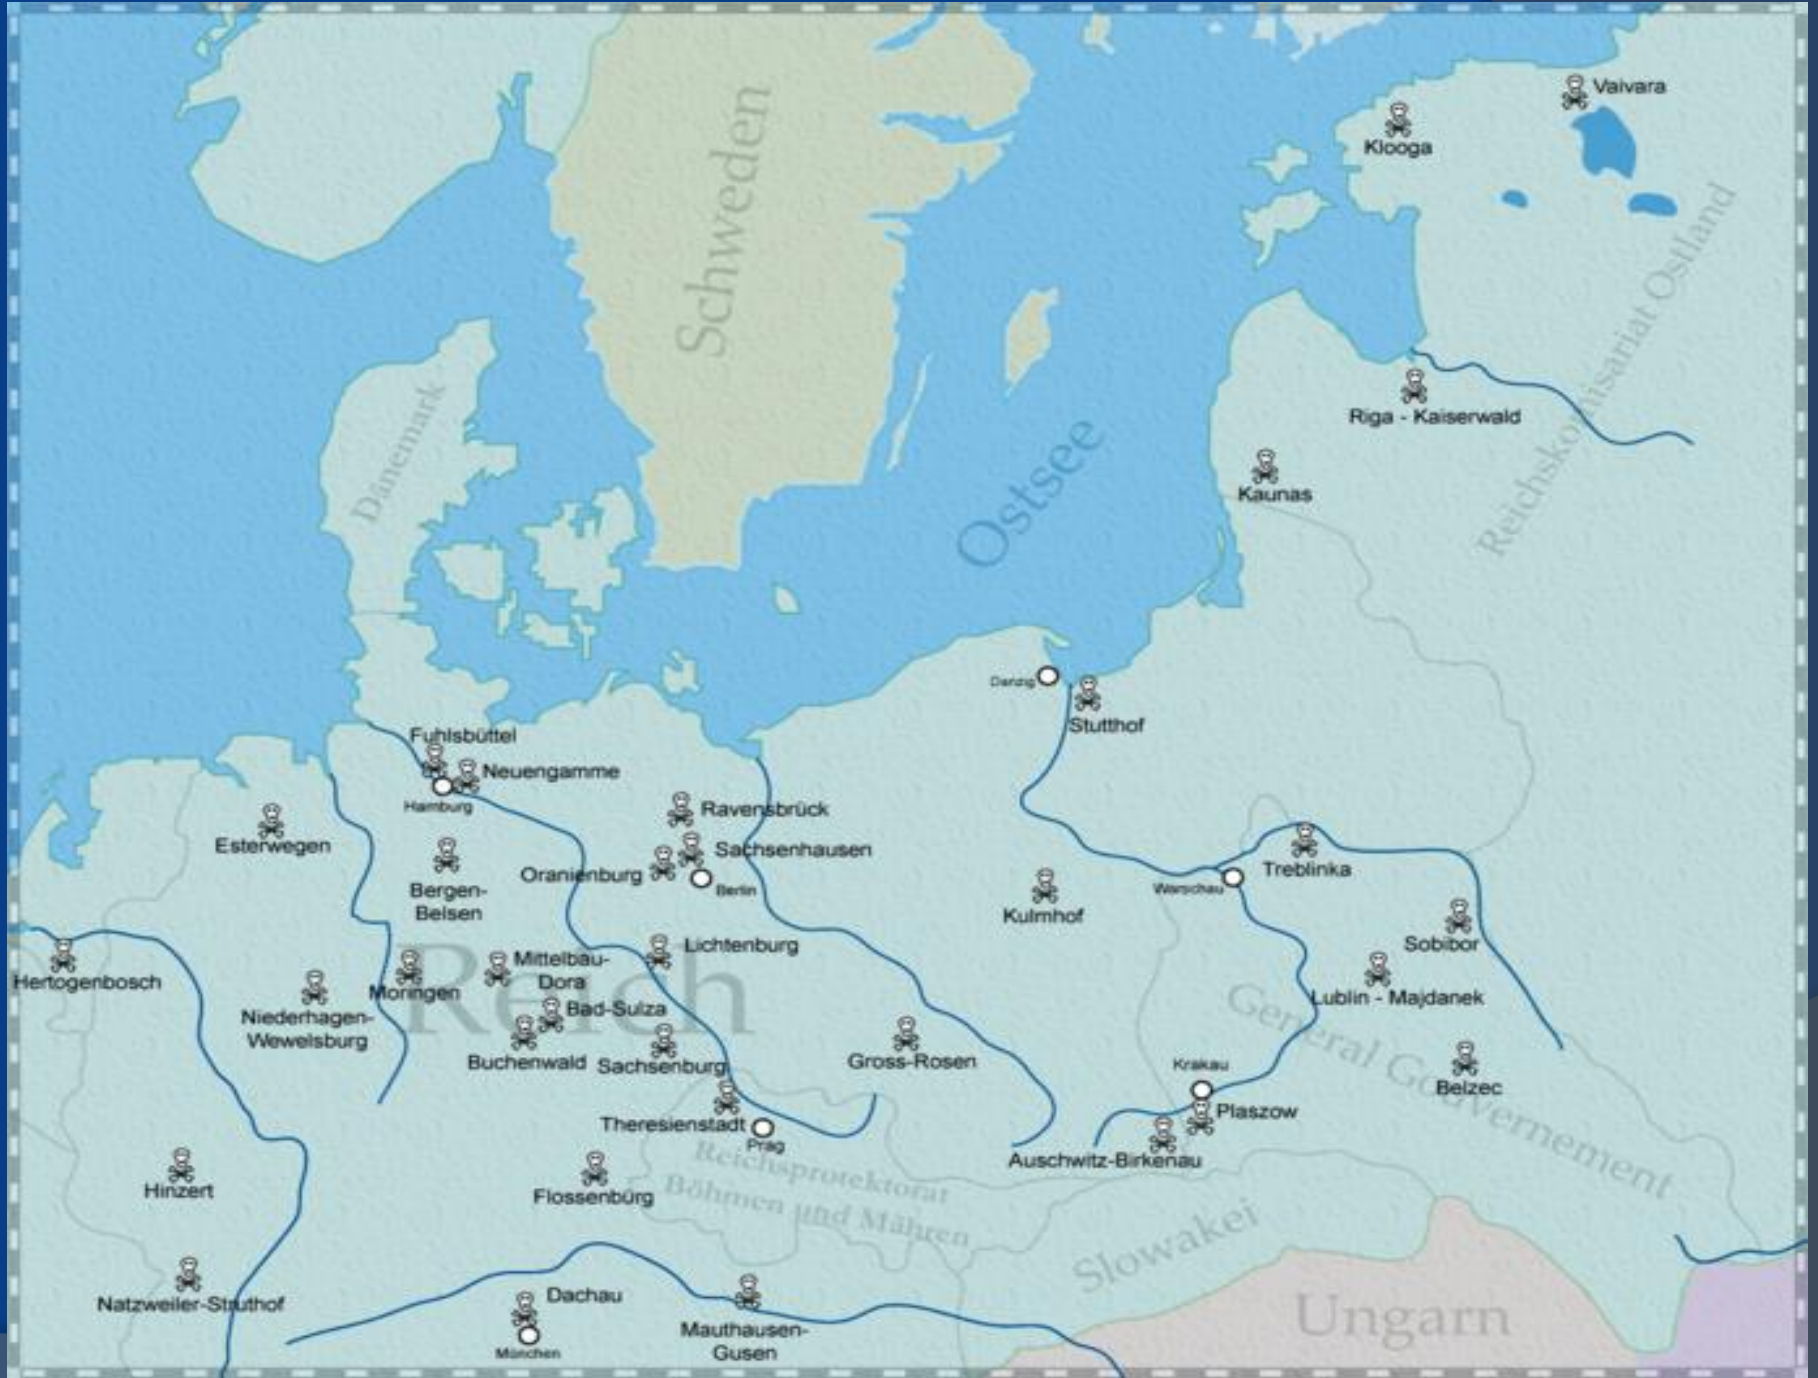 Vaivara
Klooga
Schweden
Reichskomisariat Ostland
Riga - Kaiserwald
Dänemark
Ostsee
Kaunas
Danzig
Stutthof
Fuhlsbüttel
Neuengamme
Hamburg
Ravensbrück
Esterwegen
Sachsenhausen
Oranienburg
Berlin
Treblinka
Warschau
Bergen-
Belsen
Kulmhof
Sobibor
Lichtenburg
Reich
Mittelbau-
Dora
Hertogenbosch
Moringen
Lublin - Majdanek
Bad-Sulza
Niederhagen-
Wewelsburg
General Gouvernement
Buchenwald
Sachsenburg
Gross-Rosen
Krakau
Belzec
Plaszow
Theresienstadt
Prag
Auschwitz-Birkenau
Reichsprotektorat
Böhmen und Mähren
Hinzert
Flossenbürg
Slowakei
Natzweiler-Struthof
Dachau
Ungarn
Mauthausen-
Gusen
München